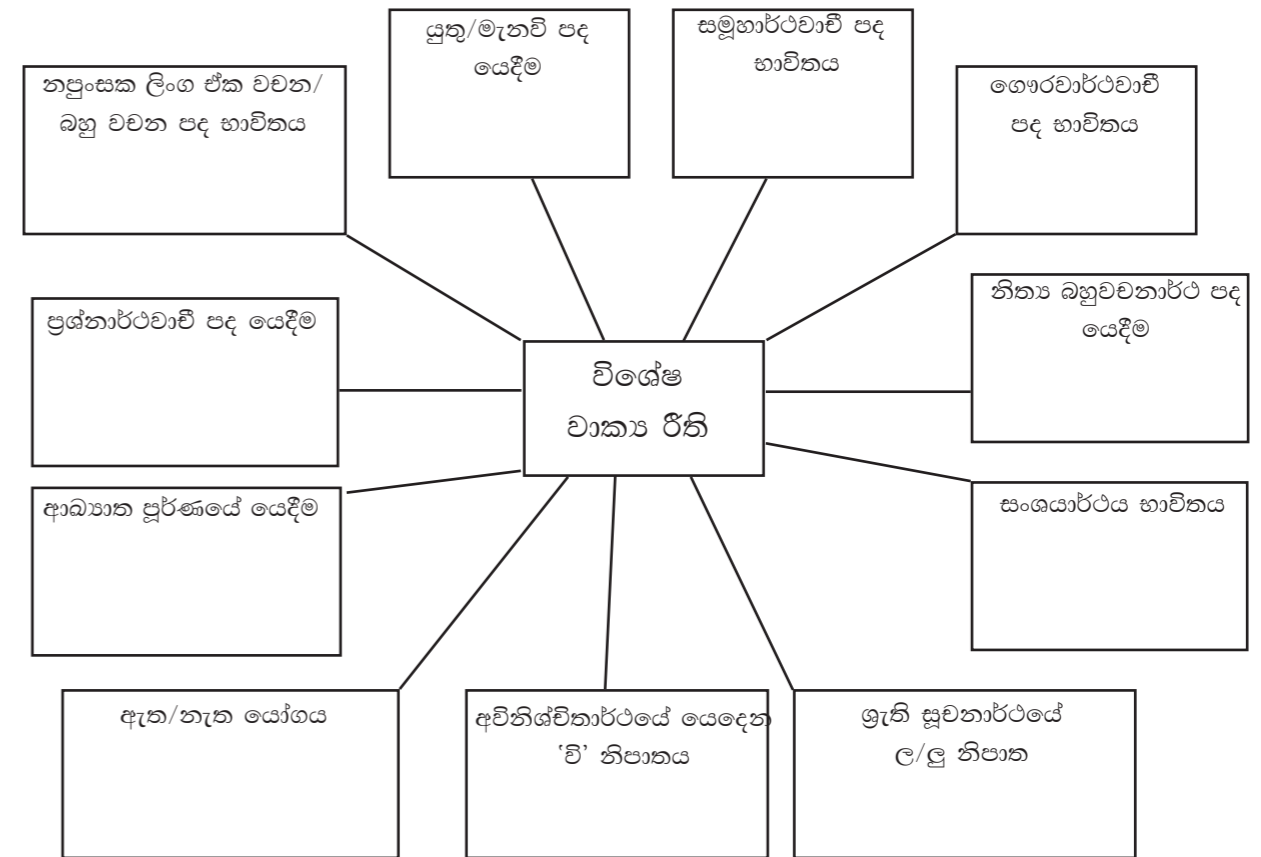 යුතු/මැනවි පද
යෙදීම
සමූහාර්ථවාචී පද
භාවිතය
නපුංසක ලිංග ඒක වචන/
බහු වචන පද භාවිතය
ගෞරවාර්ථවාචී
පද භාවිතය
ප්‍රශ්නාර්ථවාචී පද යෙදීම
නිත්‍ය බහුවචනාර්ථ පද
යෙදීම
විශේෂ
වාක්‍ය රීති
ආඛ්‍යාත පූර්ණයේ යෙදීම
සංශයාර්ථය භාවිතය
ඇත/නැත යෝගය
අවිනිශ්චිතාර්ථයේ යෙදෙන
‘වි’ නිපාතය
ශ්‍රැති සූචනාර්ථයේ
ල/ලු නිපාත